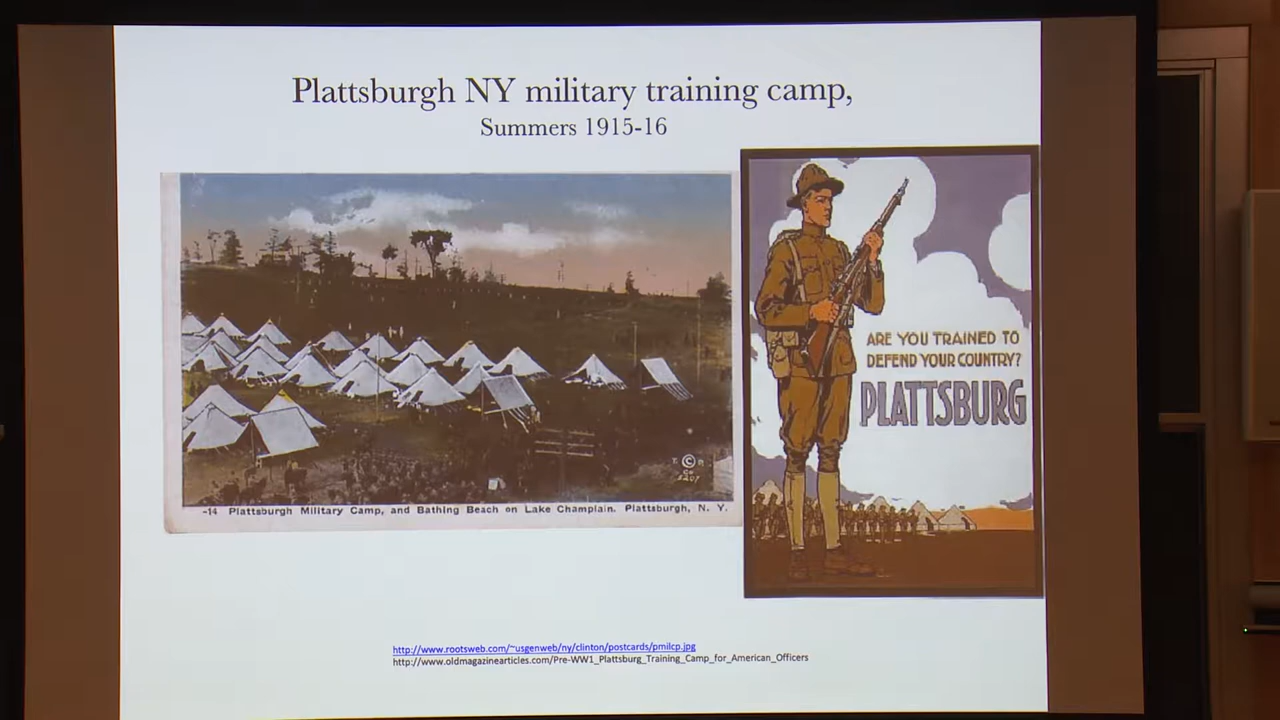 Plattsburgh NY military training camp,
Summers 1915-16
ARE YOU TRAINED TO
DEFEND YOUR COUNTRY?
PLATTSBURG
-14 Plattsburgh Military Camp, and Bathing Beach on Lake Champlain. Plattsburgh, N. Y.
http://www.rootsweb.com/~usgenweb/ny/clinton/postcards/pmilcp.jpg
http://www.oldmagazinearticles.com/Pre-WW1_Plattsburg_Training_Camp_for_American_Officers